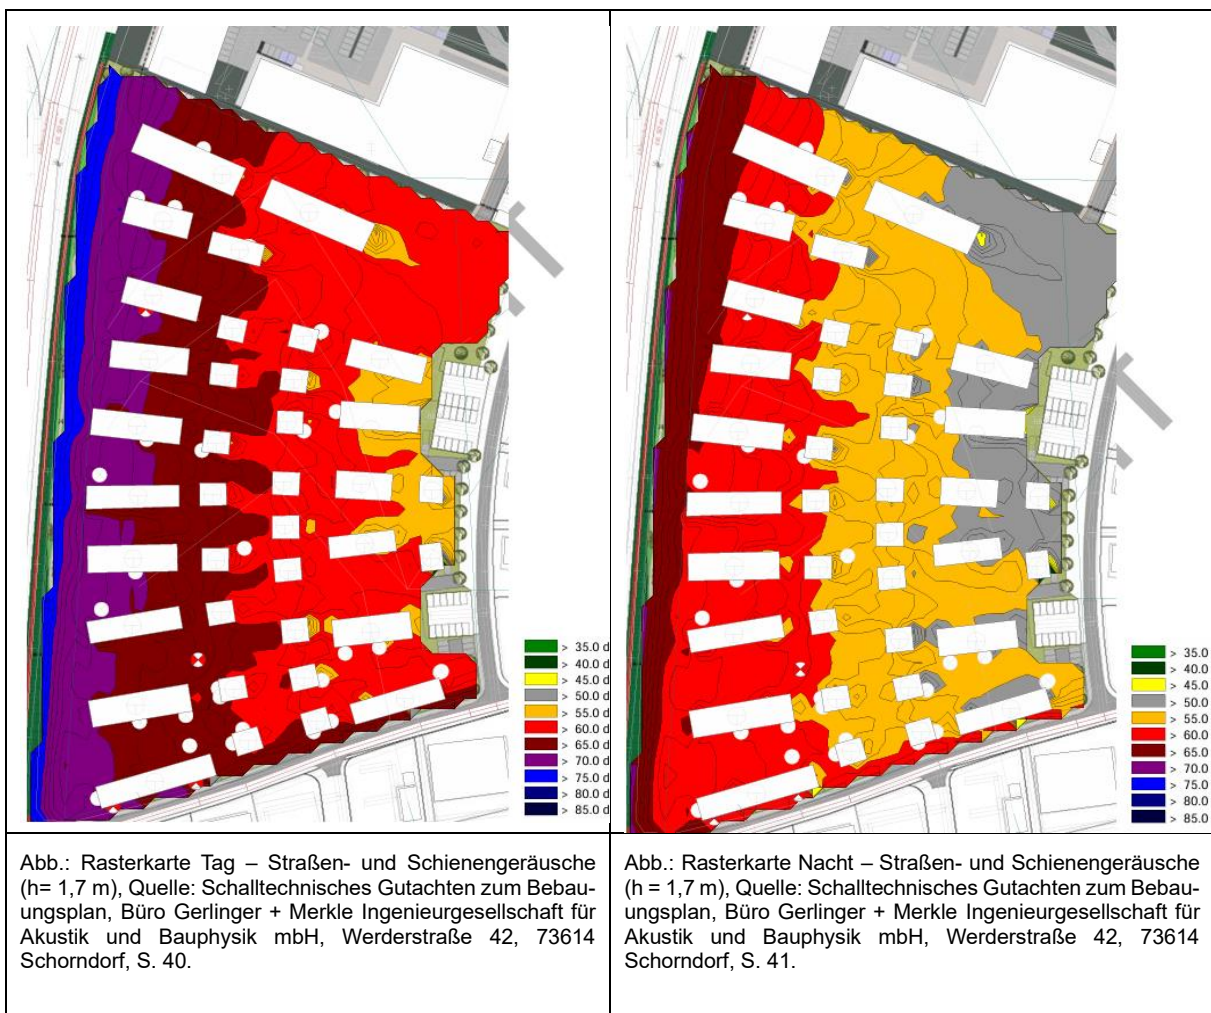 > 35.0 d
> 40.0 d
> 45.0 d
> 50.0 d
> 55.0 d
> 60.0 d
> 65.0 d
> 70.0 d
> 75.0 d
> 80.0 d
> 85.0 d
> 35.0
> 40.0
> 45.0
> 50.0
> 55.0
> 60.0
> 65.0
> 70.0
> 75.0
> 80.0
> 85.0
Abb.: Rasterkarte Tag – Straßen- und Schienengeräusche
(h= 1,7 m), Quelle: Schalltechnisches Gutachten zum Bebau-
ungsplan, Büro Gerlinger + Merkle Ingenieurgesellschaft für
Akustik und Bauphysik mbH, Werderstraße 42, 73614
Schorndorf, S. 40.
Abb.: Rasterkarte Nacht – Straßen- und Schienengeräusche
(h = 1,7 m), Quelle: Schalltechnisches Gutachten zum Bebau-
ungsplan, Büro Gerlinger + Merkle Ingenieurgesellschaft für
Akustik und Bauphysik mbH, Werderstraße 42, 73614
Schorndorf, S. 41.